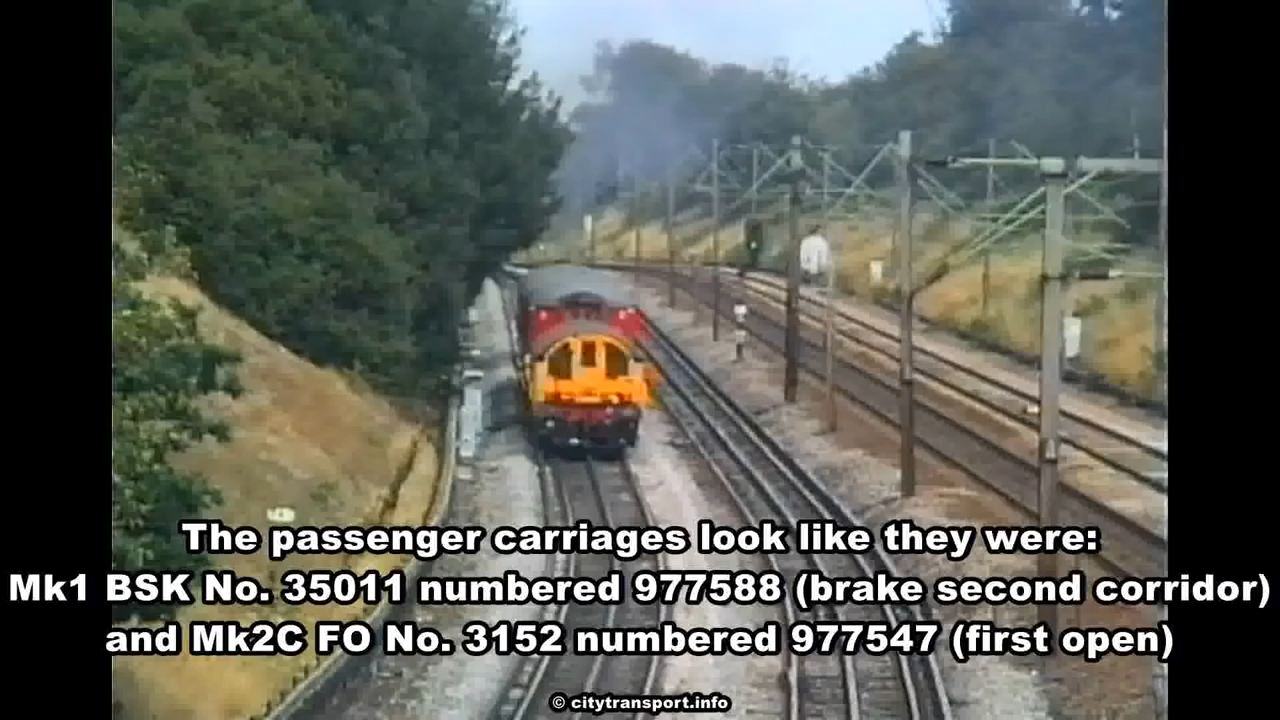 The passenger carriages look like they were:
Mk1 BSK No. 35011 numbered 977588 (brake second corridor)
and Mk2C FO No. 3152 numbered 977547 (first open)
© citytransport.info